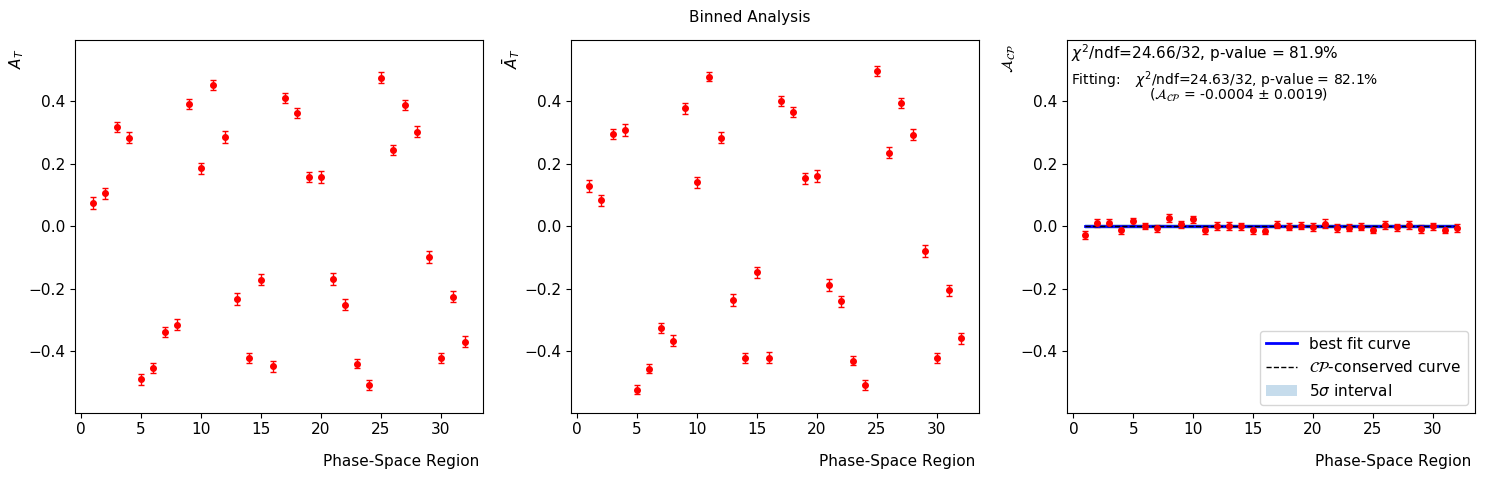 Binned Analysis
A_T
0.4
0.2
0.0
−0.2
−0.4
0 5 10 15 20 25 30
Phase-Space Region
Ā_T
0.4
0.2
0.0
−0.2
−0.4
0 5 10 15 20 25 30
Phase-Space Region
𝒜_𝒞𝒫
χ²/ndf=24.66/32, p-value = 81.9%
Fitting: χ²/ndf=24.63/32, p-value = 82.1%
(𝒜_𝒞𝒫 = -0.0004 ± 0.0019)
0.4
0.2
0.0
−0.2
−0.4
best fit curve
𝒞𝒫-conserved curve
5σ interval
0 5 10 15 20 25 30
Phase-Space Region